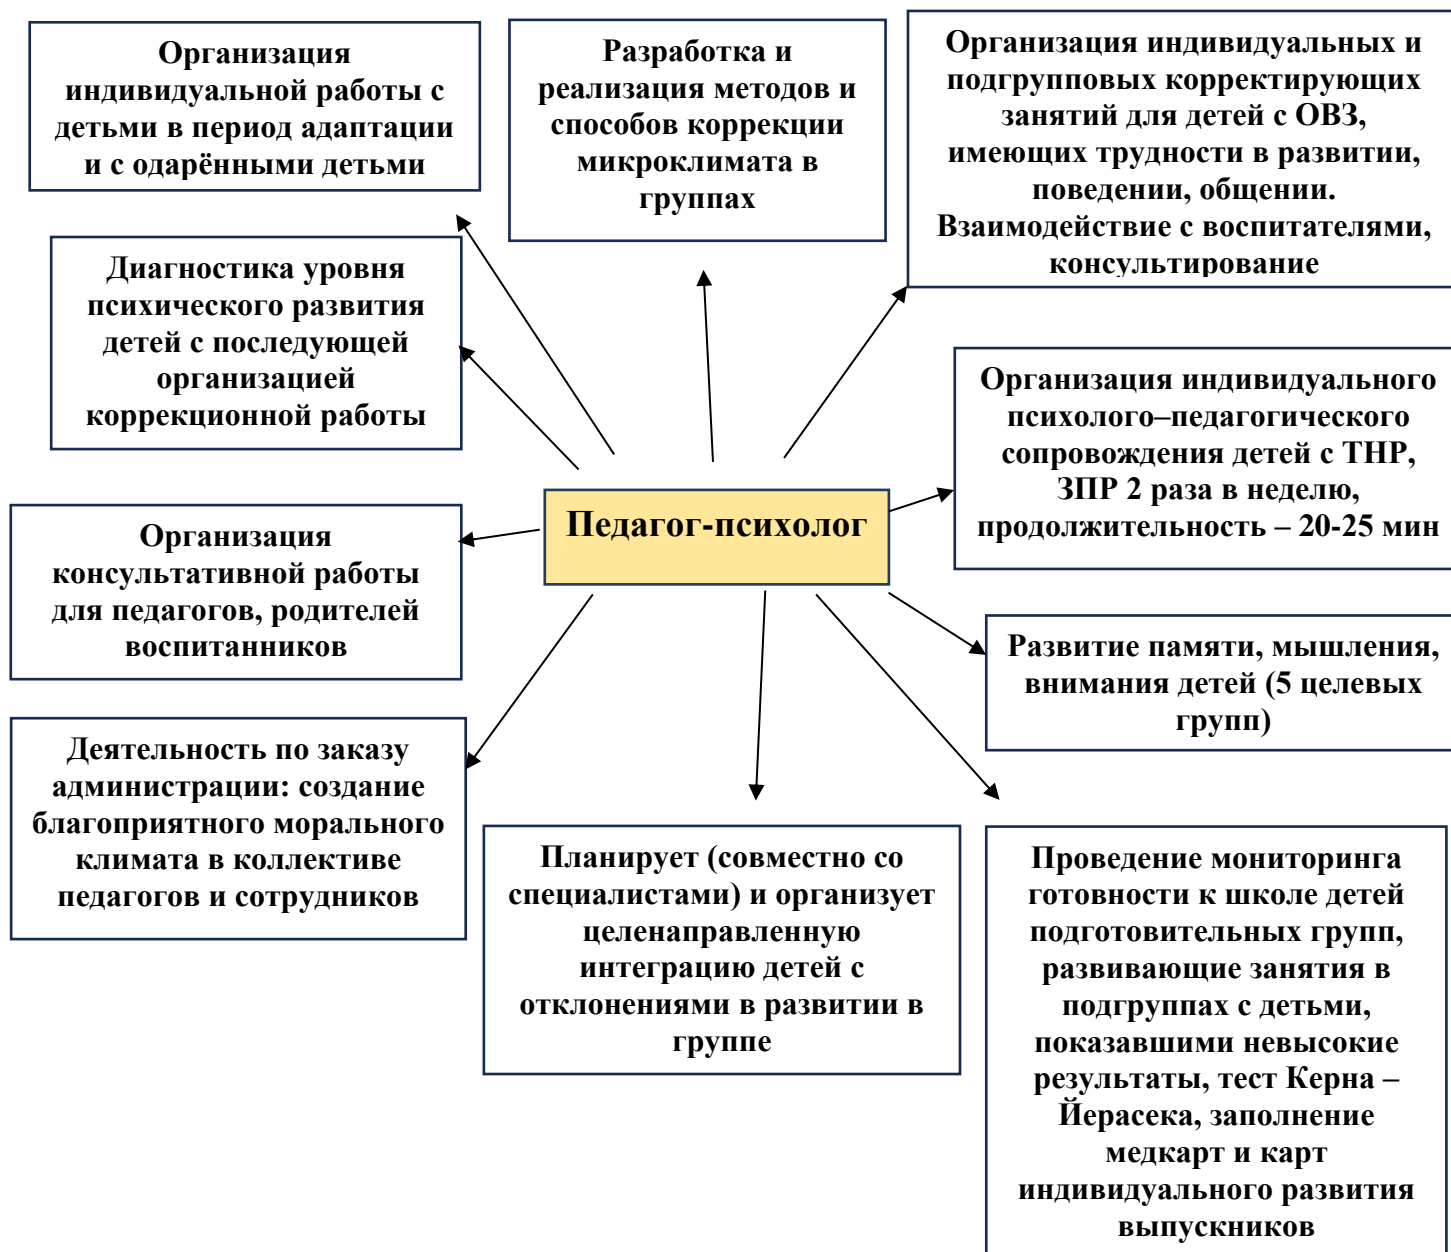 Организация
индивидуальной работы с
детьми в период адаптации
и с одарёнными детьми
Разработка и
реализация методов и
способов коррекции
микроклимата в
группах
Организация индивидуальных и
подгрупповых корректирующих
занятий для детей с ОВЗ,
имеющих трудности в развитии,
поведении, общении.
Взаимодействие с воспитателями,
консультирование
Диагностика уровня
психического развития
детей с последующей
организацией
коррекционной работы
Организация индивидуального
психолого–педагогического
сопровождения детей с ТНР,
ЗПР 2 раза в неделю,
продолжительность – 20-25 мин
Педагог-психолог
Организация
консультативной работы
для педагогов, родителей
воспитанников
Развитие памяти, мышления,
внимания детей (5 целевых
групп)
Деятельность по заказу
администрации: создание
благоприятного морального
климата в коллективе
педагогов и сотрудников
Планирует (совместно со
специалистами) и организует
целенаправленную
интеграцию детей с
отклонениями в развитии в
группе
Проведение мониторинга
готовности к школе детей
подготовительных групп,
развивающие занятия в
подгруппах с детьми,
показавшими невысокие
результаты, тест Керна –
Йерасека, заполнение
медкарт и карт
индивидуального развития
выпускников